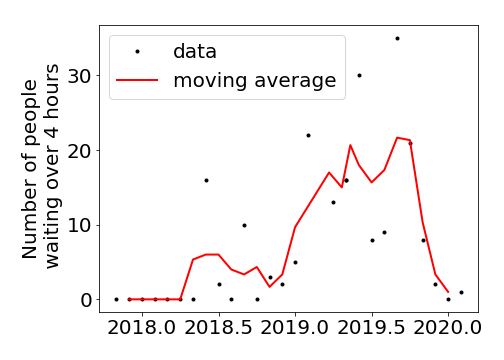 data
moving average
Number of people
waiting over 4 hours
30
20
10
0
2018.0 2018.5 2019.0 2019.5 2020.0